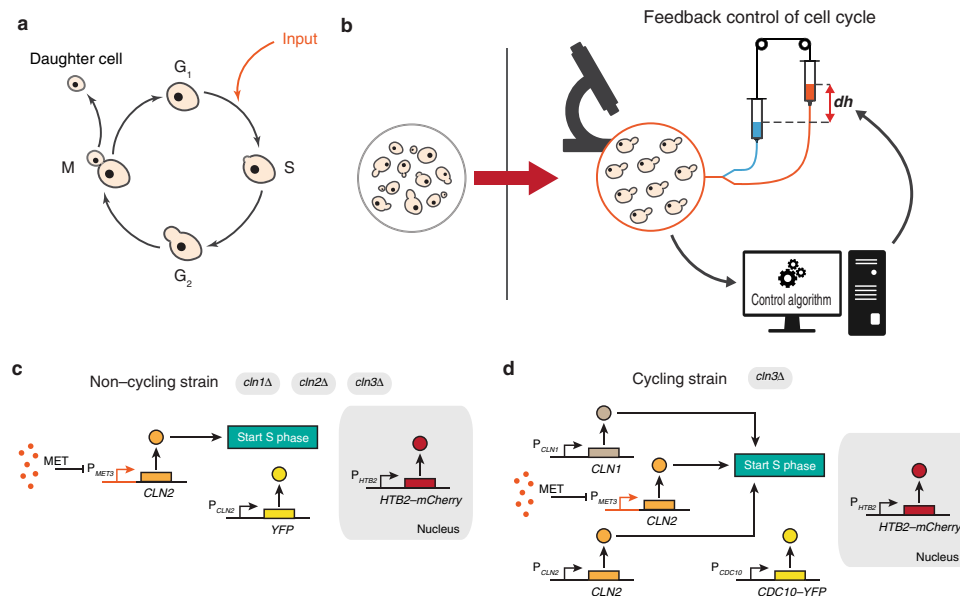 a
Input
Daughter cell
G1
M
S
G2
b
Feedback control of cell cycle
dh
Control algorithm
c
Non–cycling strain
cln1Δ
cln2Δ
cln3Δ
MET
PMET3
CLN2
Start S phase
PCLN2
YFP
PHTB2
HTB2–mCherry
Nucleus
d
Cycling strain
cln3Δ
PCLN1
CLN1
MET
PMET3
CLN2
Start S phase
PCLN2
CLN2
PCDC10
CDC10–YFP
PHTB2
HTB2–mCherry
Nucleus